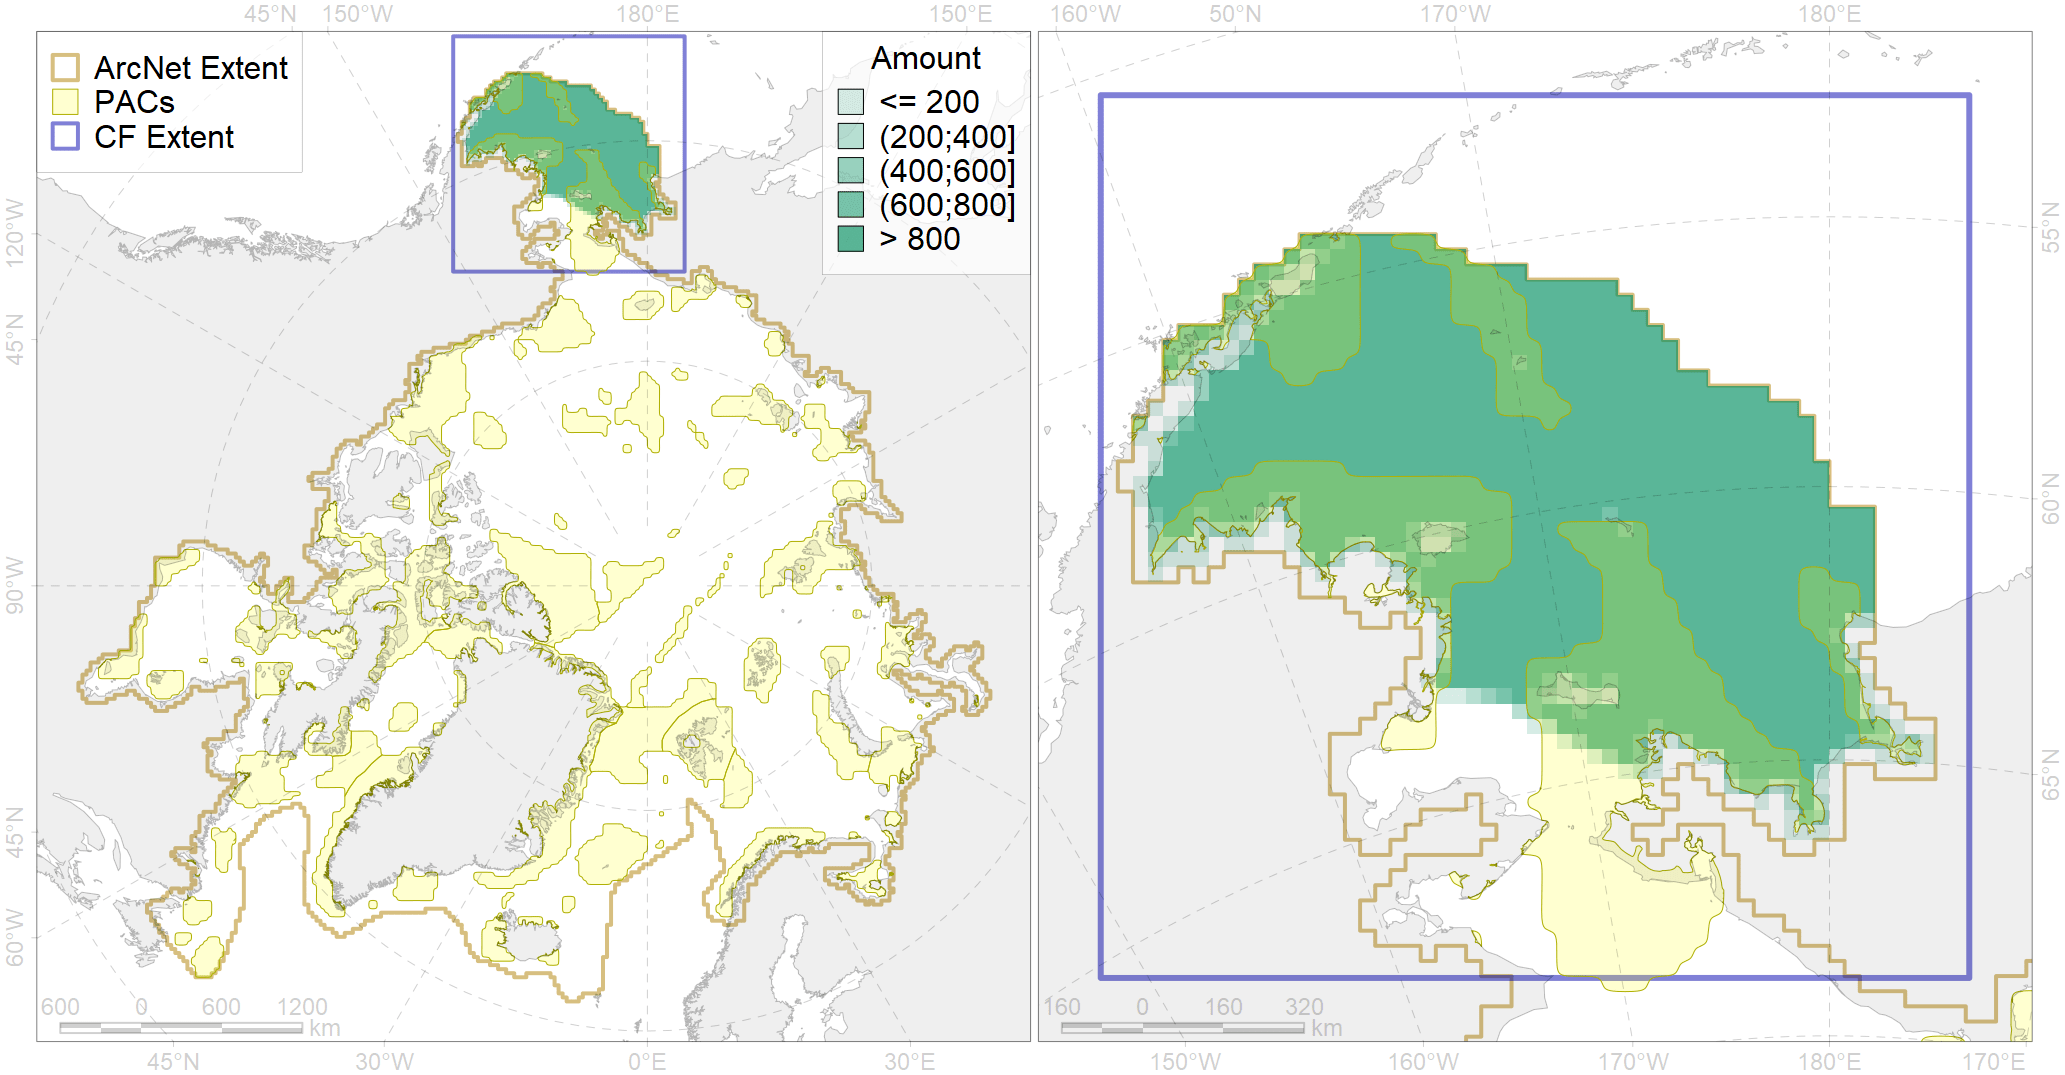 45°N 150°W 180°E 150°E 160°W 50°N 170°W 180°E
ArcNet Extent
PACs
CF Extent
Amount
<= 200
(200;400]
(400;600]
(600;800]
> 800
120°W
45°N
90°W
45°N
60°W
55°N
60°N
65°N
600 0 600 1200
km
160 0 160 320
km
45°N 30°W 0°E 30°E 150°W 160°W 170°W 180°E 170°E